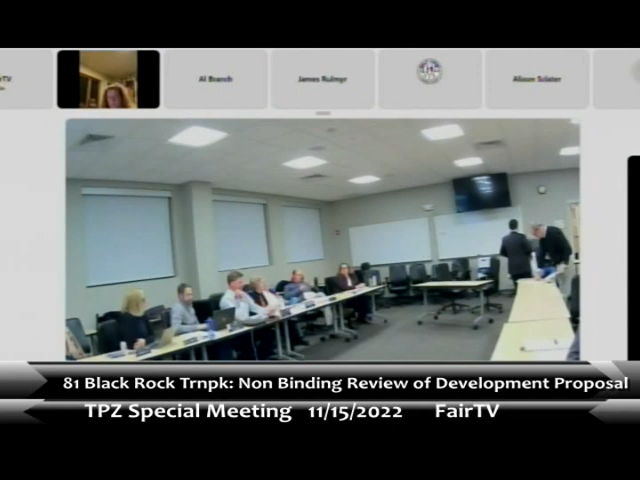 Al Branch
James Rulmyr
Alison Sclater
81 Black Rock Trnpk: Non Binding Review of Development Proposal
TPZ Special Meeting 11/15/2022 FairTV